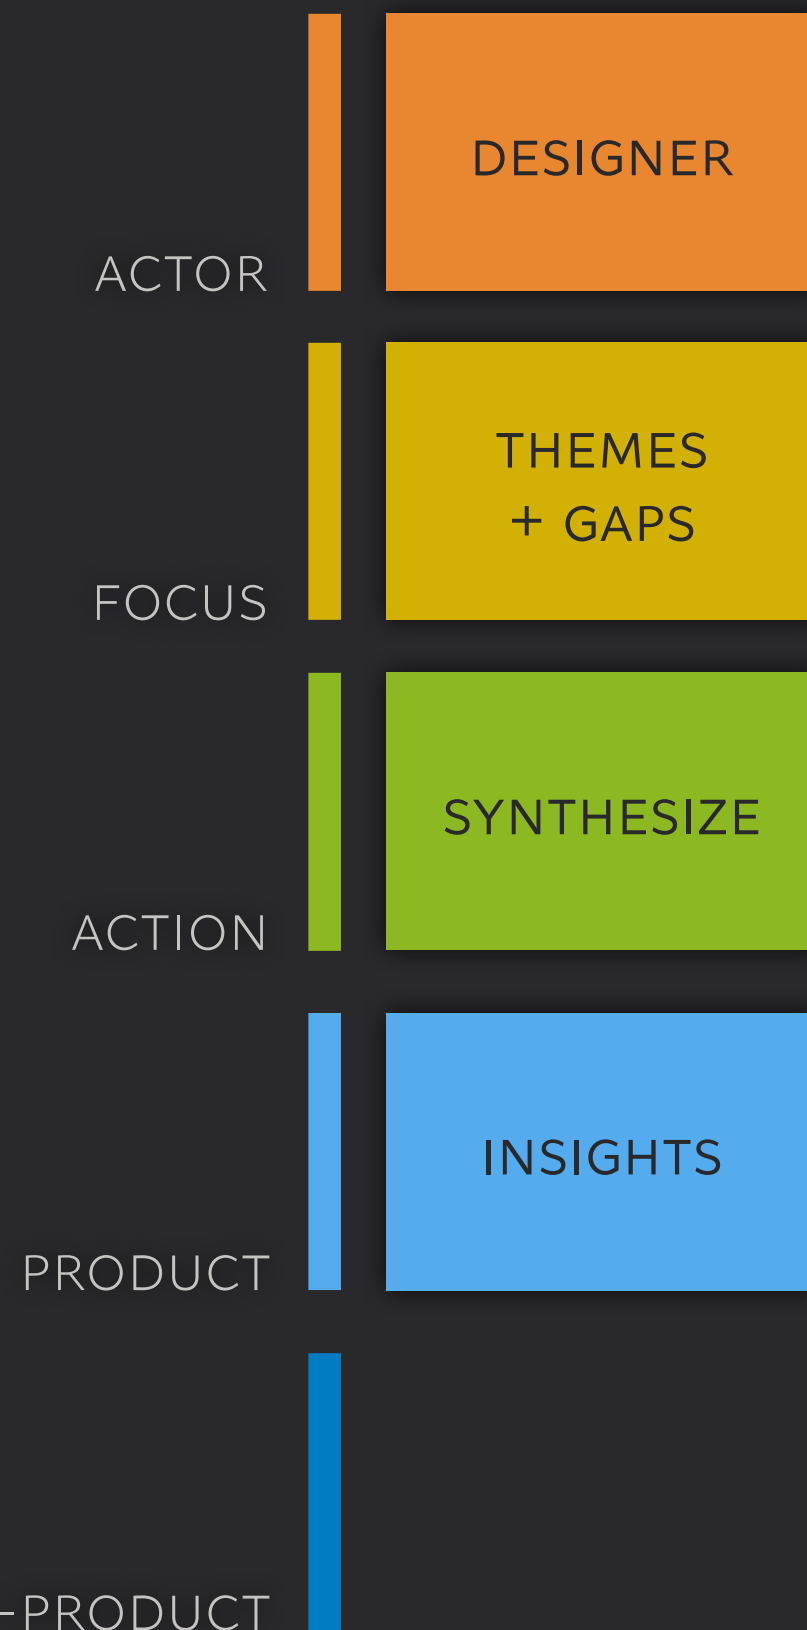 DESIGNER
ACTOR
THEMES
+ GAPS
FOCUS
SYNTHESIZE
ACTION
INSIGHTS
PRODUCT
-PRODUCT